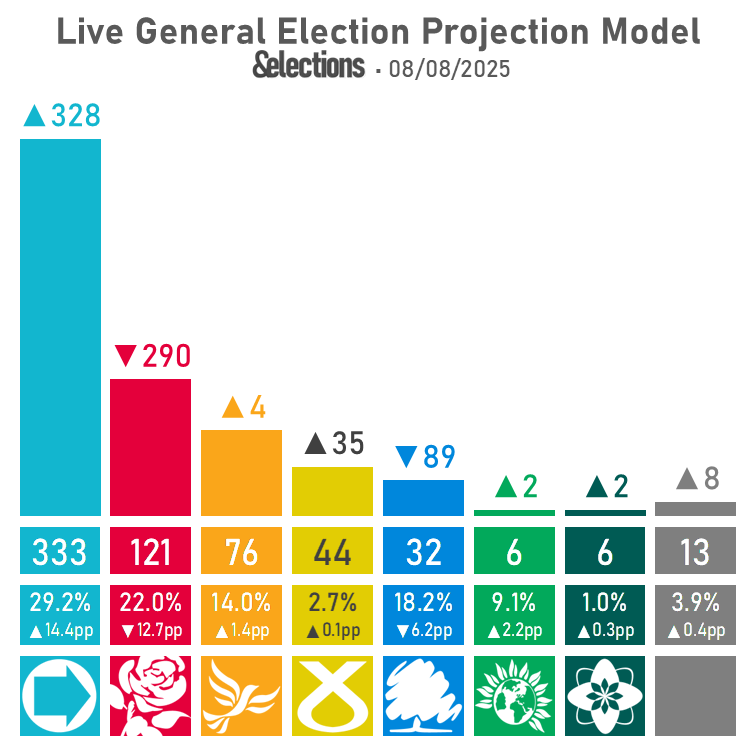 Live General Election Projection Model
&elections · 08/08/2025
▲328
▼290
▲4
▲35
▼89
▲2
▲2
▲8
333 121 76 44 32 6 6 13
29.2% 22.0% 14.0% 2.7% 18.2% 9.1% 1.0% 3.9%
▲14.4pp ▼12.7pp ▲1.4pp ▲0.1pp ▼6.2pp ▲2.2pp ▲0.3pp ▲0.4pp